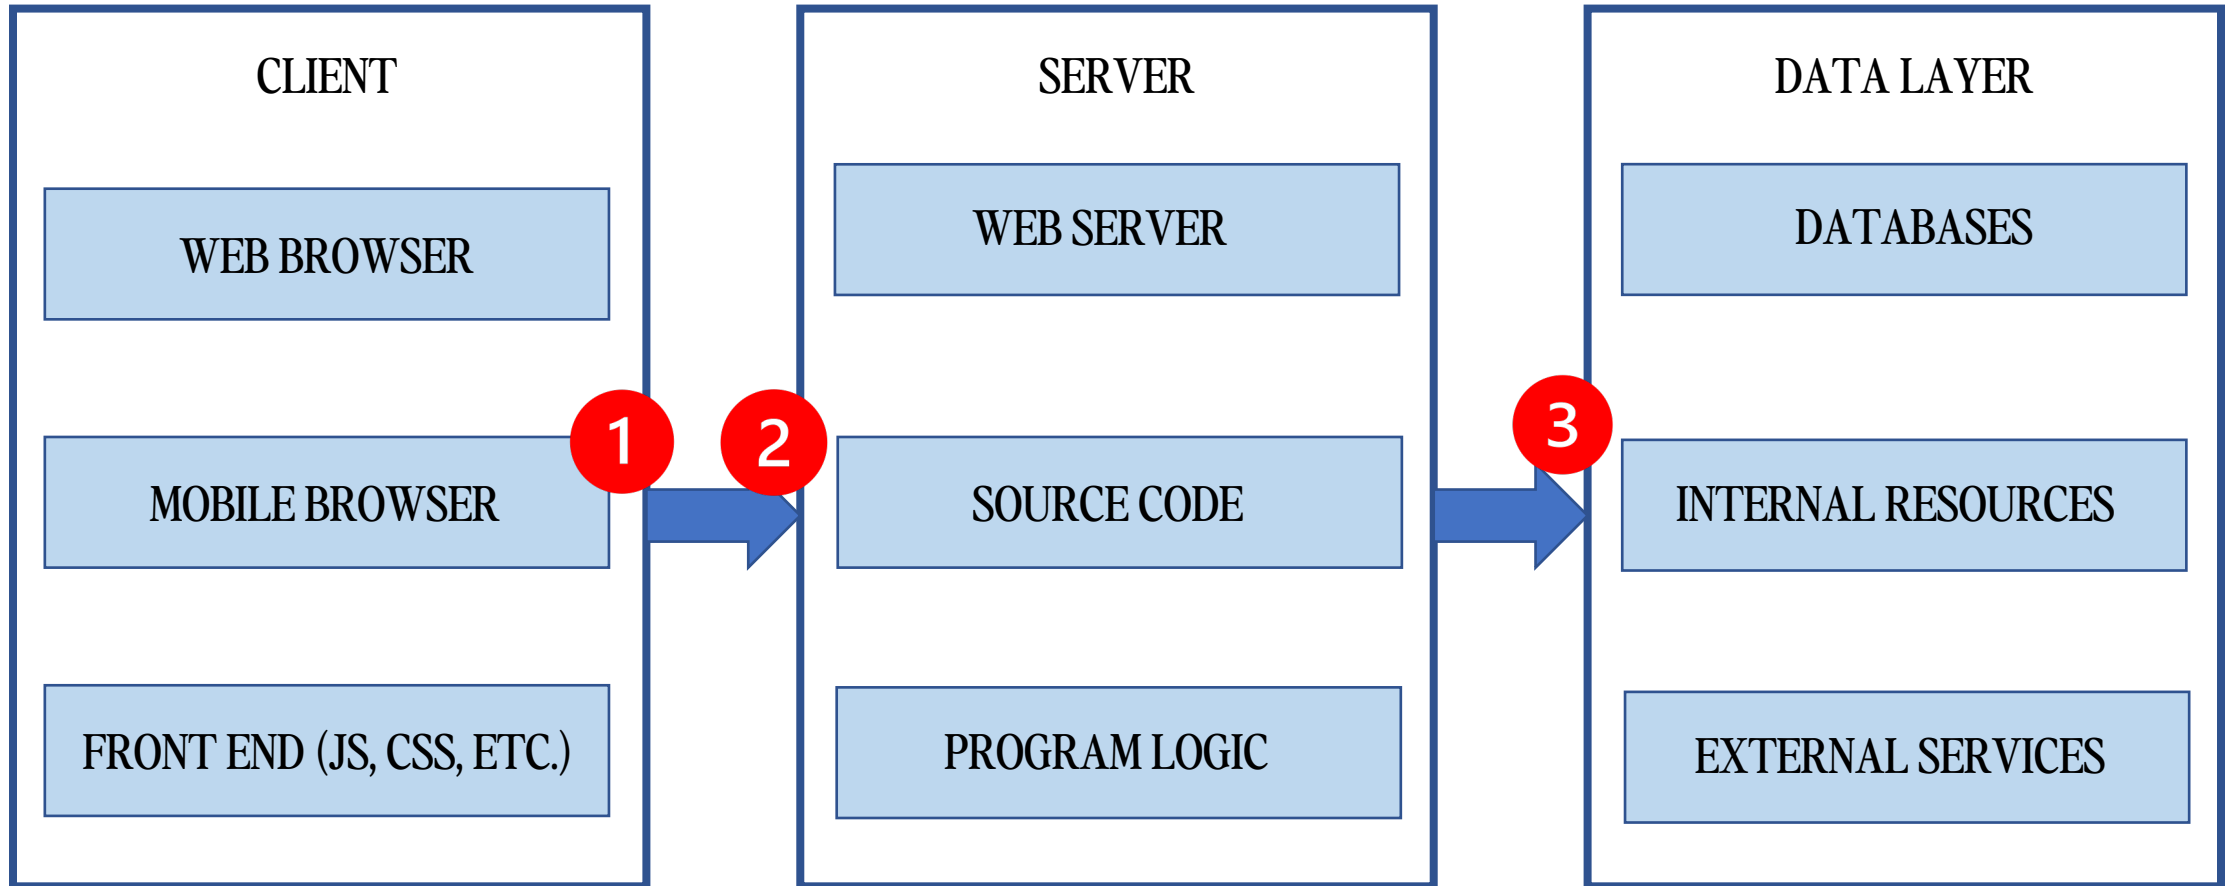 CLIENT
WEB BROWSER
MOBILE BROWSER
FRONT END (JS, CSS, ETC.)
1
2
SERVER
WEB SERVER
SOURCE CODE
PROGRAM LOGIC
3
DATA LAYER
DATABASES
INTERNAL RESOURCES
EXTERNAL SERVICES